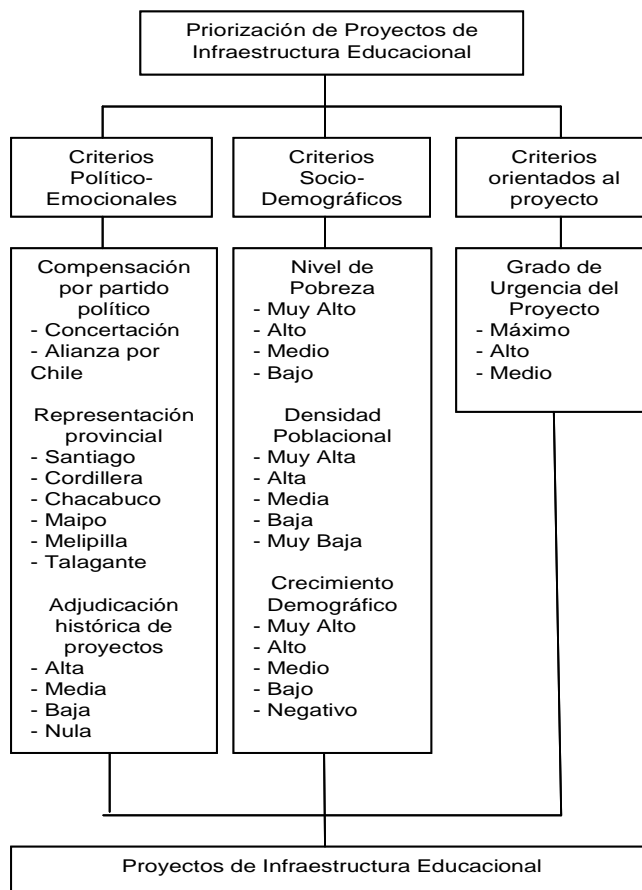 Priorización de Proyectos de
Infraestructura Educacional
Criterios
Político-
Emocionales
Criterios
Socio-
Demográficos
Criterios
orientados al
proyecto
Compensación
por partido
político
- Concertación
- Alianza por
Chile
Representación
provincial
- Santiago
- Cordillera
- Chacabuco
- Maipo
- Melipilla
- Talagante
Adjudicación
histórica de
proyectos
- Alta
- Media
- Baja
- Nula
Nivel de
Pobreza
- Muy Alto
- Alto
- Medio
- Bajo
Densidad
Poblacional
- Muy Alta
- Alta
- Media
- Baja
- Muy Baja
Crecimiento
Demográfico
- Muy Alto
- Alto
- Medio
- Bajo
- Negativo
Grado de
Urgencia del
Proyecto
- Máximo
- Alto
- Medio
Proyectos de Infraestructura Educacional